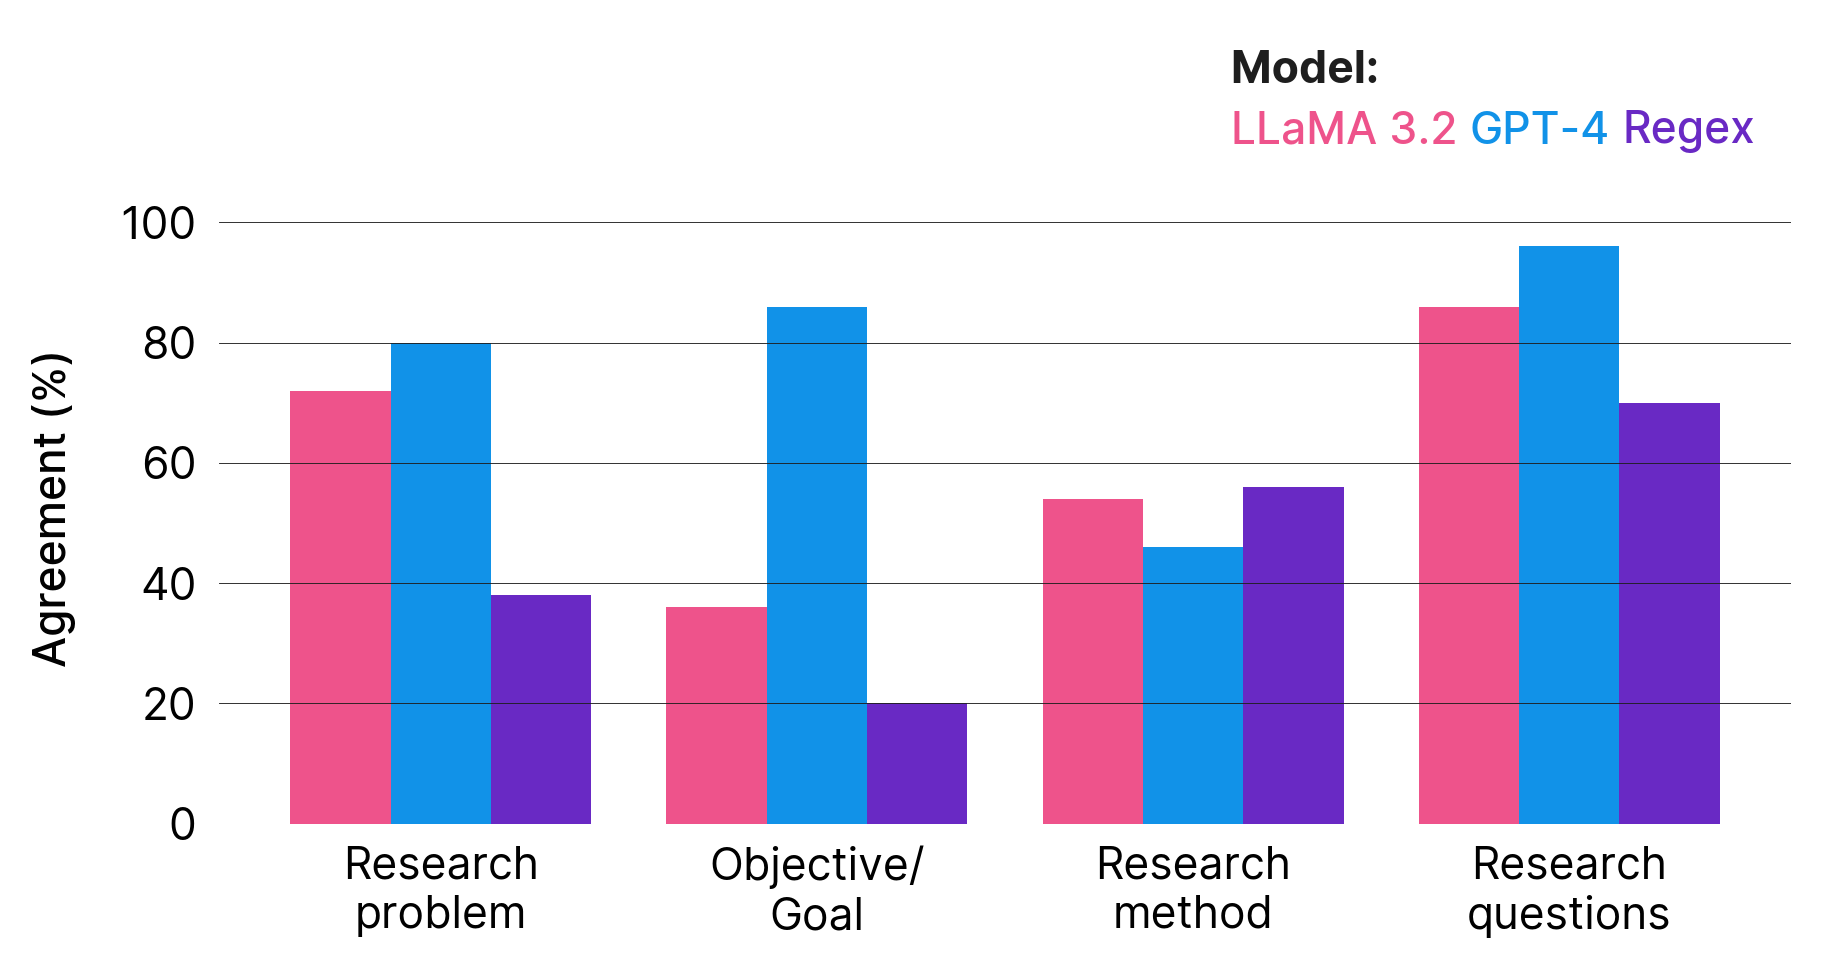 Model:
LLaMA 3.2 GPT-4 Regex
100
80
60
40
20
0
Agreement (%)
Research problem
Objective/ Goal
Research method
Research questions